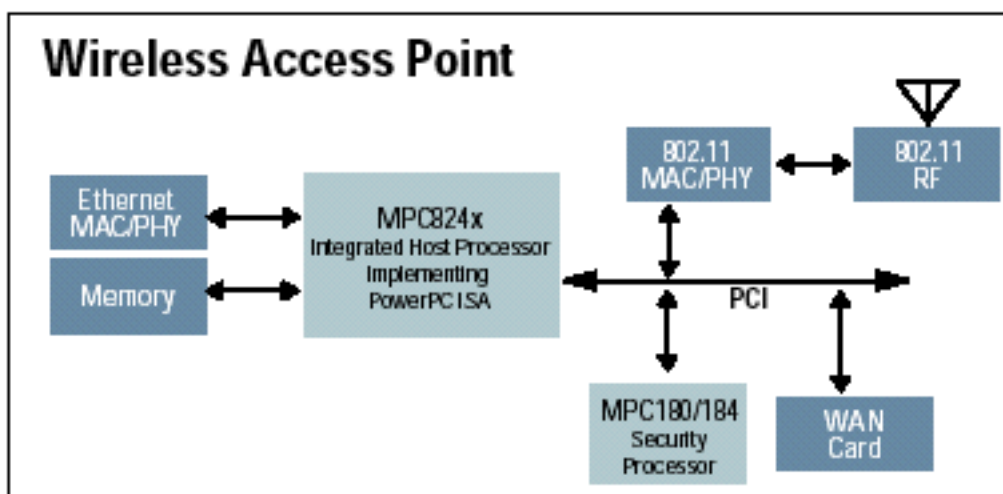 Wireless Access Point
Ethernet
MAC/PHY
Memory
MPC824x
Integrated Host Processor
Implementing
PowerPC ISA
802.11
MAC/PHY
802.11
RF
PCI
MPC180/184
Security
Processor
WAN
Card